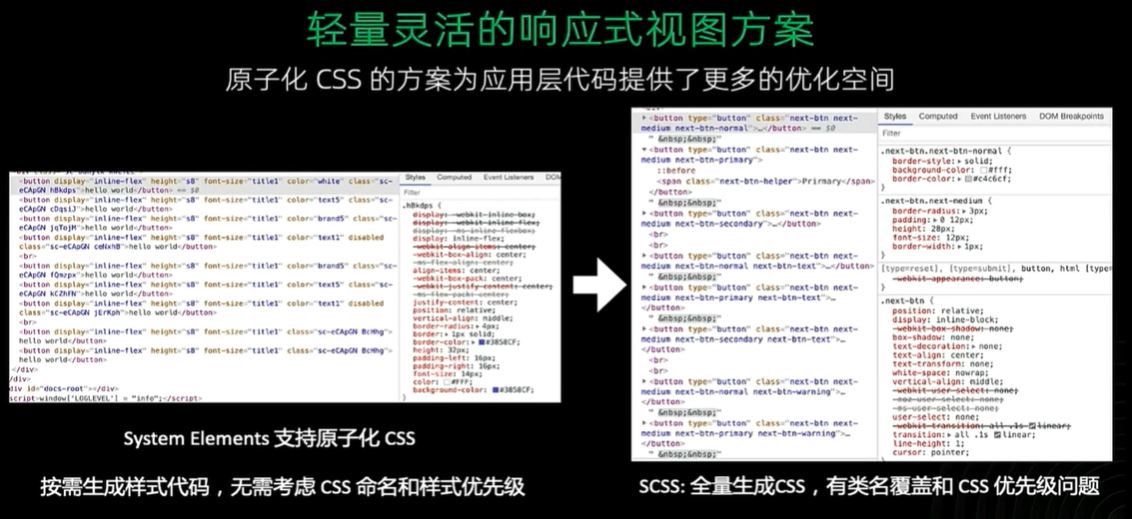 轻量灵活的响应式视图方案
原子化 CSS 的方案为应用层代码提供了更多的优化空间
<button display="inline-flex" height="s8" font-size="title1" color="white" class="sc-
eCApGN hBkdps">hello world</button> == $0
<button display="inline-flex" height="s8" font-size="title1" color="text5" class="sc-
eCApGN cOqsiJ">hello world</button>
<button display="inline-flex" height="s8" font-size="title1" color="brand5" class="sc-
eCApGN jqTojM">hello world</button>
<button display="inline-flex" height="s8" font-size="title1" color="text1" disabled
class="sc-eCApGN ceNxhB">hello world</button>
<br>
<button display="inline-flex" height="s8" font-size="title1" color="brand5" class="sc-
eCApGN fQmzpx">hello world</button>
<button display="inline-flex" height="s8" font-size="title1" color="text5" class="sc-
eCApGN kCZhFN">hello world</button>
<button display="inline-flex" height="s8" font-size="title1" color="text1" disabled
class="sc-eCApGN jErKph">hello world</button>
<br>
<button display="inline-flex" height="s8" font-size="title1" class="sc-eCApGN BcHhg">
hello world</button>
<button display="inline-flex" height="s8" font-size="title1" class="sc-eCApGN BcHhg">
hello world</button>
</div>
/div>
div id="docs-root"></div>
script>window['LOGLEVEL'] = "info";</script>
Styles Computed Event Listeners DOM
Filter
.hBkdps {
display: -webkit-inline-box;
display: -webkit-inline-flex;
display: -ms-inline-flexbox;
display: inline-flex;
-webkit-align-items: center;
-webkit-box-align: center;
-ms-flex-align: center;
align-items: center;
-webkit-box-pack: center;
-webkit-justify-content: center;
-ms-flex-pack: center;
justify-content: center;
position: relative;
vertical-align: middle;
border-radius: 4px;
border: 1px solid;
border-color: #3858CF;
height: 32px;
padding-left: 16px;
padding-right: 16px;
font-size: 14px;
color: #FFF;
background-color: #3858CF;
}
System Elements 支持原子化 CSS
按需生成样式代码，无需考虑 CSS 命名和样式优先级
<button type="button" class="next-btn next-
medium next-btn-normal">…</button> == $0
" &nbsp;&nbsp;"
<button type="button" class="next-btn next-
medium next-btn-primary">
::before
<span class="next-btn-helper">Prirmary</span>
</button>
" &nbsp;&nbsp;"
<button type="button" class="next-btn next-
medium next-btn-secondary">…</button>
<br>
<br>
<button type="button" class="next-btn next-
medium next-btn-normal next-btn-text">…</button>
" &nbsp;&nbsp;"
<button type="button" class="next-btn next-
medium next-btn-primary next-btn-text">…
</button>
" &nbsp;&nbsp;"
<button type="button" class="next-btn next-
medium next-btn-secondary next-btn-text">…
</button>
<br>
<br>
<button type="button" class="next-btn next-
medium next-btn-normal next-btn-warning">…
</button>
" &nbsp;&nbsp;"
<button type="button" class="next-btn next-
medium next-btn-primary next-btn-warning">…
</button>
" &nbsp;&nbsp;"
Styles Computed Event Listeners DOM Breakpoints
Filter
.next-btn.next-btn-normal {
border-style: solid;
background-color: #fff;
border-color: #c4c6cf;
}
.next-btn.next-medium {
border-radius: 3px;
padding: 0 12px;
height: 28px;
font-size: 12px;
border-width: 1px;
}
[type=reset], [type=submit], button, html [type=
-webkit-appearance: button;
}
.next-btn {
position: relative;
display: inline-block;
-webkit-box-shadow: none;
box-shadow: none;
text-decoration: none;
text-align: center;
text-transform: none;
white-space: nowrap;
vertical-align: middle;
-webkit-user-select: none;
-moz-user-select: none;
-ms-user-select: none;
user-select: none;
-webkit-transition: all .1s linear;
transition: all .1s linear;
line-height: 1;
cursor: pointer;
SCSS: 全量生成CSS，有类名覆盖和 CSS 优先级问题